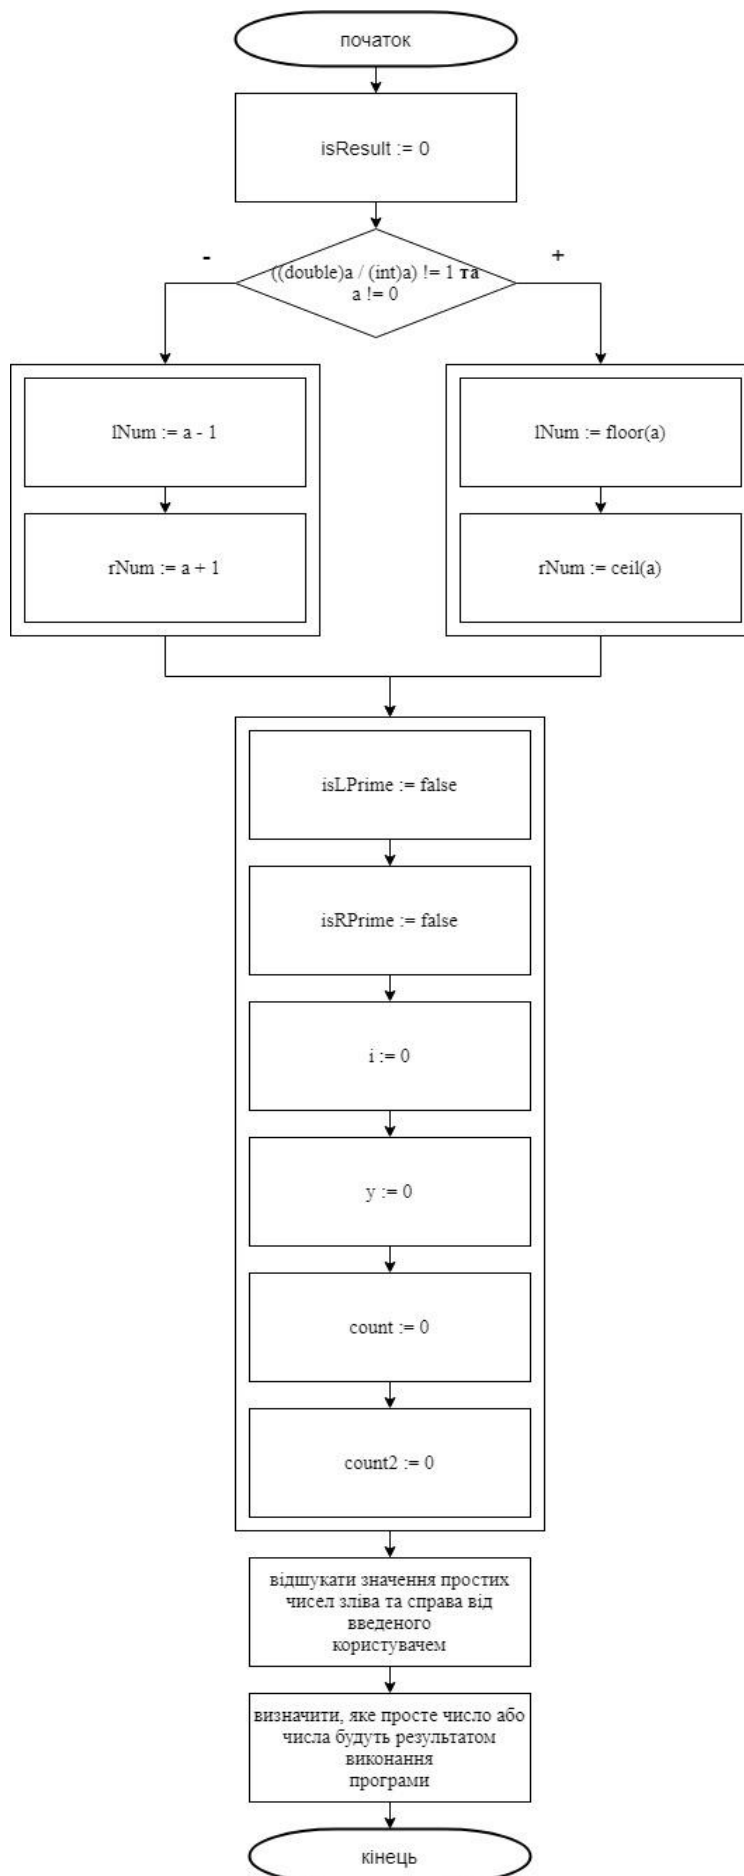 початок
isResult := 0
-
+
((double)a / (int)a) != 1 та
a != 0
lNum := a - 1
lNum := floor(a)
rNum := a + 1
rNum := ceil(a)
isLPrime := false
isRPrime := false
i := 0
y := 0
count := 0
count2 := 0
відшукати значення простих
чисел зліва та справа від
введеного
користувачем
визначити, яке просте число або
числа будуть результатом
виконання
програми
кінець